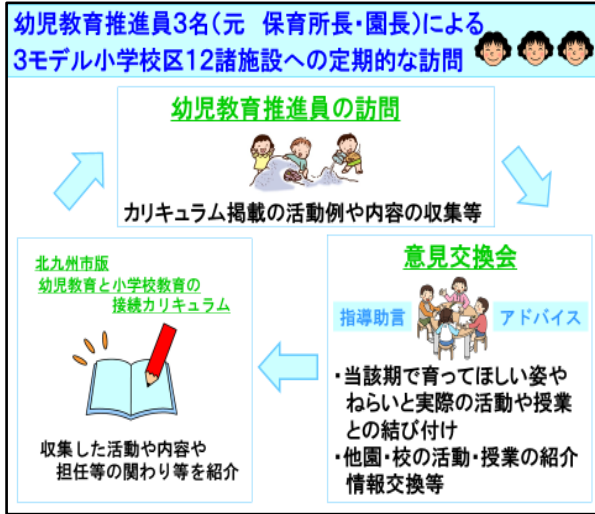 幼児教育推進員3名(元　保育所長・園長)による
3モデル小学校区12諸施設への定期的な訪問
幼児教育推進員の訪問
カリキュラム掲載の活動例や内容の収集等
意見交換会
指導助言
アドバイス
・当該期で育ってほしい姿や
ねらいと実際の活動や授業
との結び付け
・他園・校の活動・授業の紹介
情報交換等
北九州市版
幼児教育と小学校教育の
接続カリキュラム
収集した活動や内容や
担任等の関わり等を紹介